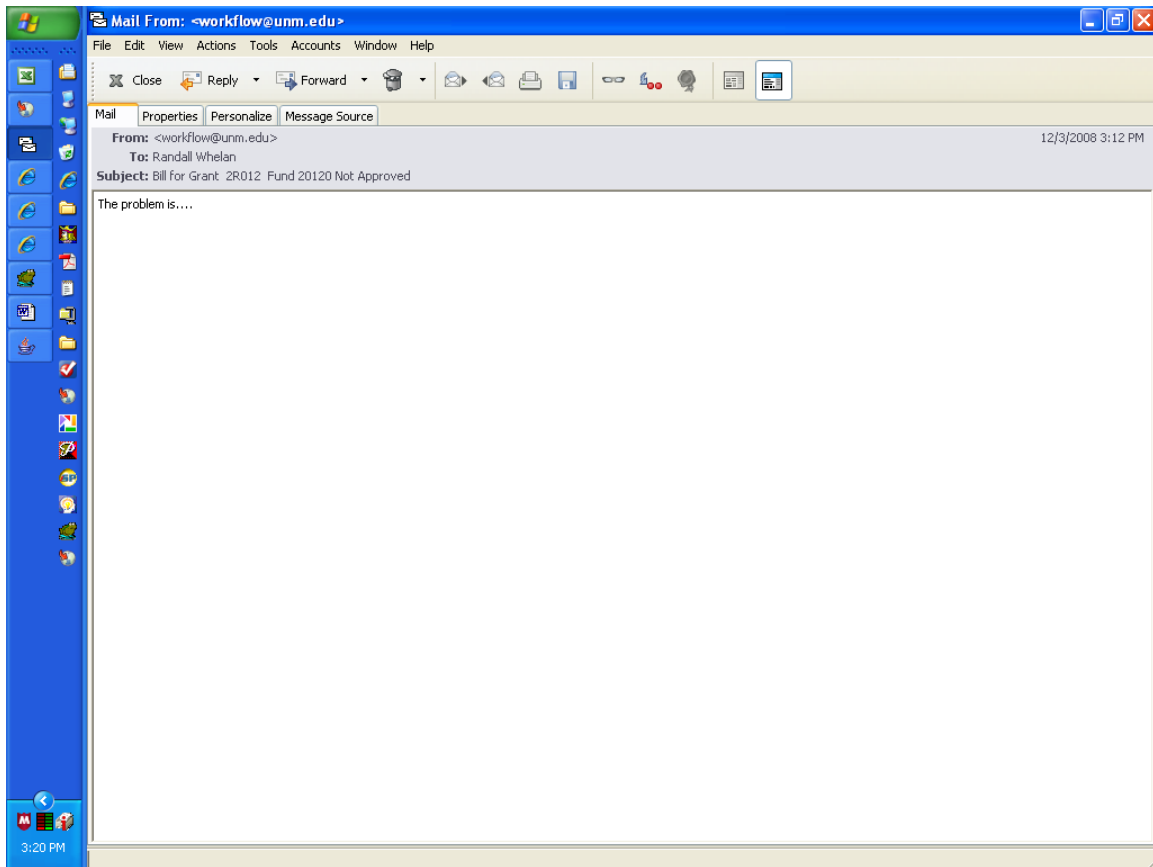 Mail From: <workflow@unm.edu>
File Edit View Actions Tools Accounts Window Help
Close Reply Forward
Mail Properties Personalize Message Source
From: <workflow@unm.edu> 12/3/2008 3:12 PM
To: Randall Whelan
Subject: Bill for Grant 2R012 Fund 20120 Not Approved
The problem is....
3:20 PM